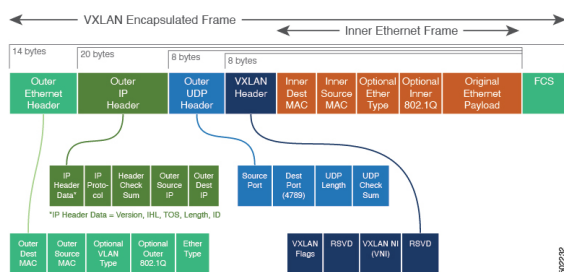 VXLAN Encapsulated Frame
Inner Ethernet Frame
14 bytes
20 bytes
8 bytes
8 bytes
Outer
Ethernet
Header
Outer
IP
Header
Outer
UDP
Header
VXLAN
Header
Inner
Dest
MAC
Inner
Source
MAC
Optional
Ether
Type
Optional
Inner
802.1Q
Original
Ethernet
Payload
FCS
IP
Header
Data*
IP
Proto-
col
Header
Check
Sum
Outer
Source
IP
Outer
Dest IP
Source
Port
Dest
Port
(4789)
UDP
Length
UDP
Check
Sum
*IP Header Data = Version, IHL, TOS, Length, ID
Outer
Dest
MAC
Outer
Source
MAC
Optional
VLAN
Type
Optional
Outer
802.1Q
Ether
Type
VXLAN
Flags
RSVD
VXLAN NI
(VNI)
RSVD